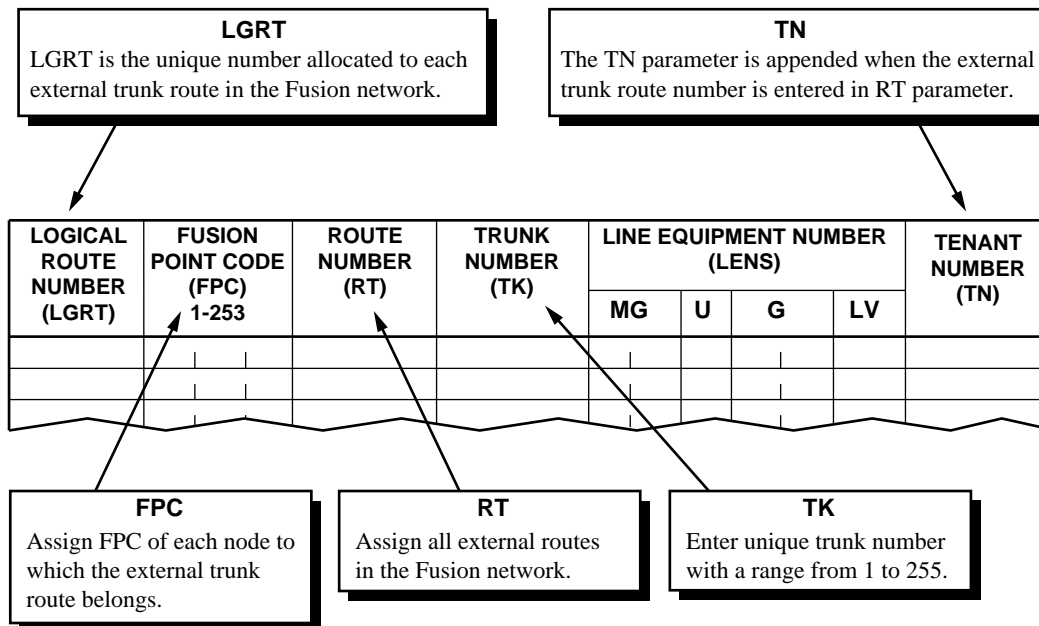 LGRT
LGRT is the unique number allocated to each
external trunk route in the Fusion network.
TN
The TN parameter is appended when the external
trunk route number is entered in RT parameter.
LOGICAL
ROUTE
NUMBER
(LGRT)
FUSION
POINT CODE
(FPC)
1-253
ROUTE
NUMBER
(RT)
TRUNK
NUMBER
(TK)
LINE EQUIPMENT NUMBER
(LENS)
MG U G LV
TENANT
NUMBER
(TN)
FPC
Assign FPC of each node to
which the external trunk
route belongs.
RT
Assign all external routes
in the Fusion network.
TK
Enter unique trunk number
with a range from 1 to 255.